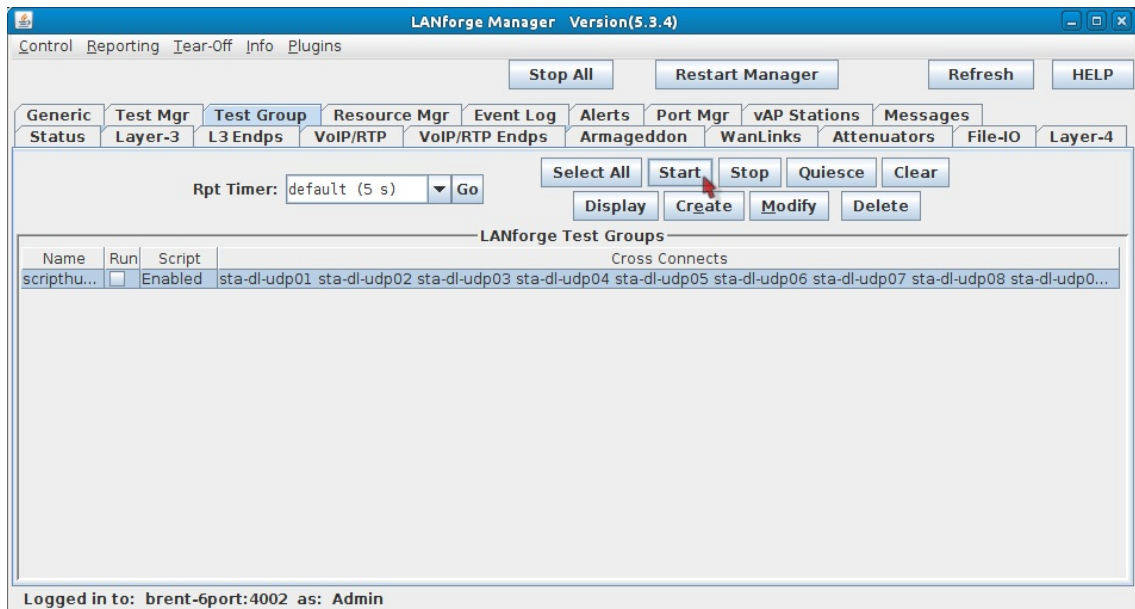 LANforge Manager Version(5.3.4)
Control Reporting Tear-Off Info Plugins
Stop All Restart Manager Refresh HELP
Generic Test Mgr Test Group Resource Mgr Event Log Alerts Port Mgr vAP Stations Messages
Status Layer-3 L3 Endps VoIP/RTP VoIP/RTP Endps Armageddon WanLinks Attenuators File-IO Layer-4
Rpt Timer: default (5 s) Go Select All Start Stop Quiesce Clear
Display Create Modify Delete
LANforge Test Groups
Name Run Script Cross Connects
scripthu... Enabled sta-dl-udp01 sta-dl-udp02 sta-dl-udp03 sta-dl-udp04 sta-dl-udp05 sta-dl-udp06 sta-dl-udp07 sta-dl-udp08 sta-dl-udp0...
Logged in to: brent-6port:4002 as: Admin